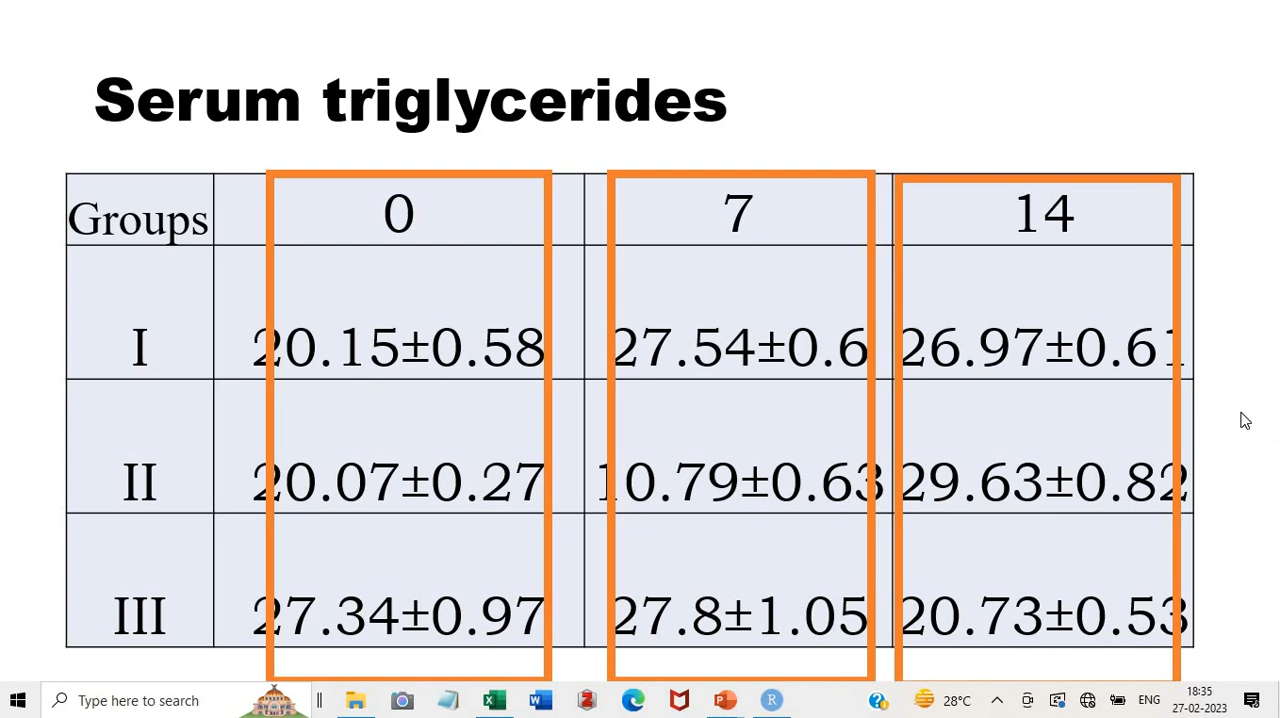 Serum triglycerides
Groups 0 7 14
I 20.15±0.58 27.54±0.6 26.97±0.61
II 20.07±0.27 10.79±0.63 29.63±0.82
III 27.34±0.97 27.8±1.05 20.73±0.53
Type here to search 28°C ENG 18:35
27-02-2023